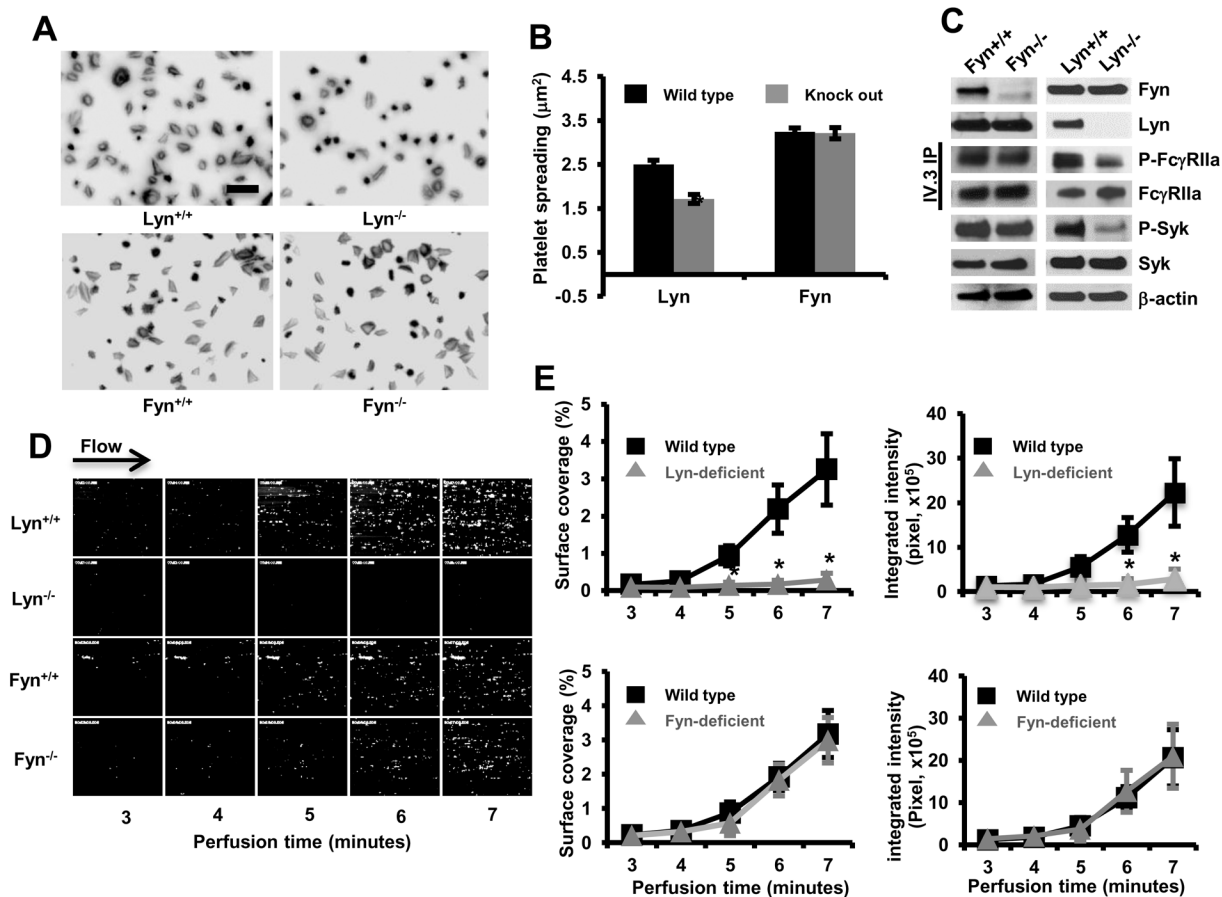 A
Lyn+/+
Lyn-/-
Fyn+/+
Fyn-/-
B
Platelet spreading (μm2)
4.5
3.5
2.5
1.5
0.5
-0.5
Wild type
Knock out
*
Lyn
Fyn
C
Fyn+/+
Fyn-/-
Lyn+/+
Lyn-/-
Fyn
Lyn
IV.3 IP
P-FcγRIIa
FcγRIIa
P-Syk
Syk
β-actin
D
Flow
Lyn+/+
Lyn-/-
Fyn+/+
Fyn-/-
3 4 5 6 7
Perfusion time (minutes)
E
Surface coverage (%)
5
4
3
2
1
0
Wild type
Lyn-deficient
* * *
3 4 5 6 7
Integrated intensity
(pixel, x105)
40
30
20
10
0
Wild type
Lyn-deficient
* *
3 4 5 6 7
Surface coverage (%)
5
4
3
2
1
0
Wild type
Fyn-deficient
3 4 5 6 7
Perfusion time (minutes)
integrated intensity
(Pixel, x105)
40
30
20
10
0
Wild type
Fyn-deficient
3 4 5 6 7
Perfusion time (minutes)